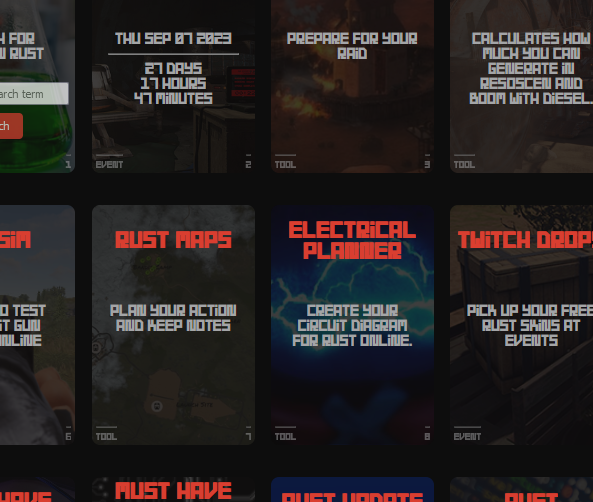 H FOR
N RUST
arch term
ch
1
THU SEP 07 2023
27 DAYS
17 HOURS
47 MINUTES
EVENT
2
PREPARE FOR YOUR
RAID
TOOL
3
CALCULATES HOW
MUCH YOU CAN
GENERATE IN
RESOSCEN AND
BOOM WITH DIESEL.
TOOL
SIM
O TEST
ST GUN
ONLINE
6
RUST MAPS
PLAN YOUR ACTION
AND KEEP NOTES
TOOL
7
ELECTRICAL
PLANNER
CREATE YOUR
CIRCUIT DIAGRAM
FOR RUST ONLINE.
TOOL
8
TWITCH DROPS
PICK UP YOUR FREE
RUST SKINS AT
EVENTS
EVENT
HAVE
MUST HAVE
RUST UPDATE
RUST